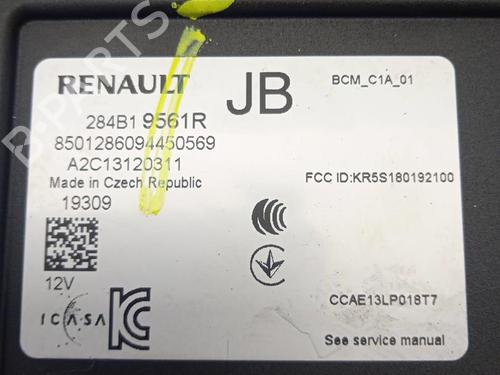 RENAULT
JB
BCM_C1A_01
284B1 9561R
8501286094450569
A2C13120311
FCC ID:KR5S180192100
Made in Czech Republic
19309
12V
ICASA
CCAE13LP018T7
See service manual